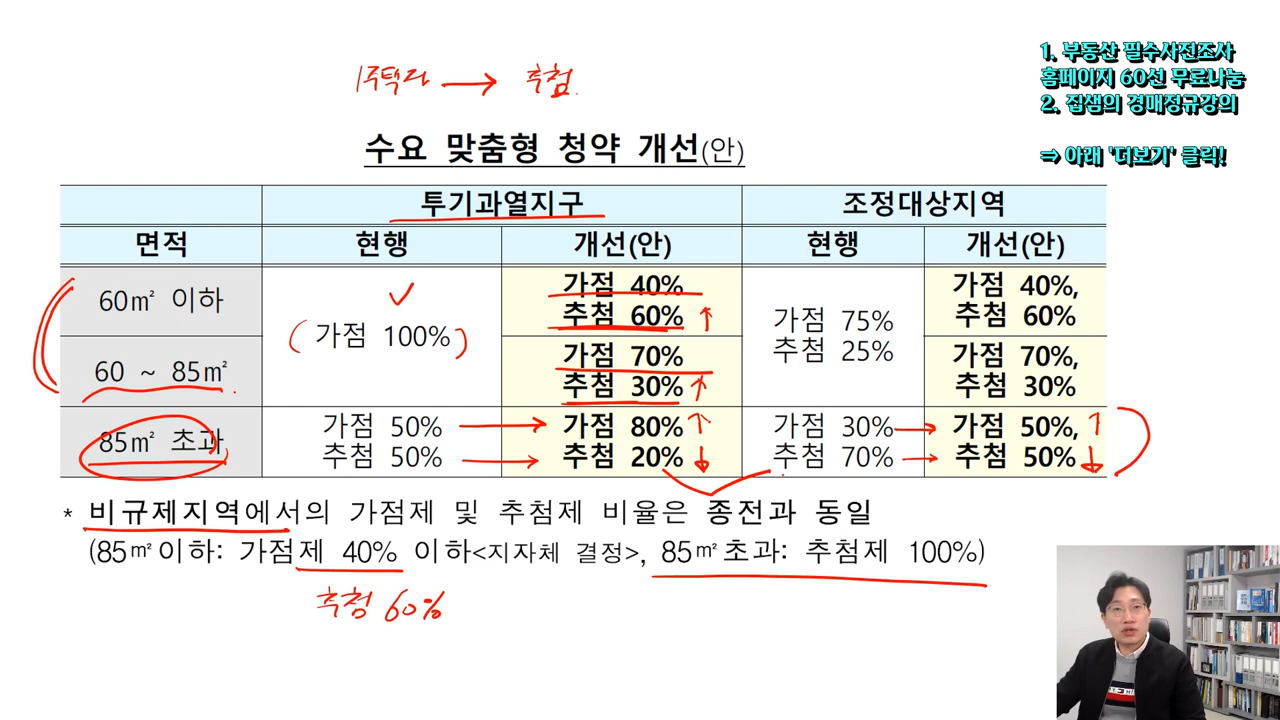 1. 부동산 필수사전조사
홈페이지 60선 무료나눔
2. 집샘의 경매정규강의
⇒ 아래 '더보기' 클릭!
1주택자 → 추첨.
수요 맞춤형 청약 개선(안)
투기과열지구 조정대상지역
면적 현행 개선(안) 현행 개선(안)
60㎡ 이하
가점 100%
가점 40%
추첨 60%
가점 75%
추첨 25%
가점 40%,
추첨 60%
60 ~ 85㎡
가점 70%
추첨 30%
가점 70%,
추첨 30%
85㎡ 초과
가점 50%
추첨 50%
가점 80%
추첨 20%
가점 30%
추첨 70%
가점 50%,
추첨 50%
* 비규제지역에서의 가점제 및 추첨제 비율은 종전과 동일
(85㎡이하: 가점제 40% 이하<지자체 결정>, 85㎡초과: 추첨제 100%)
추첨 60%